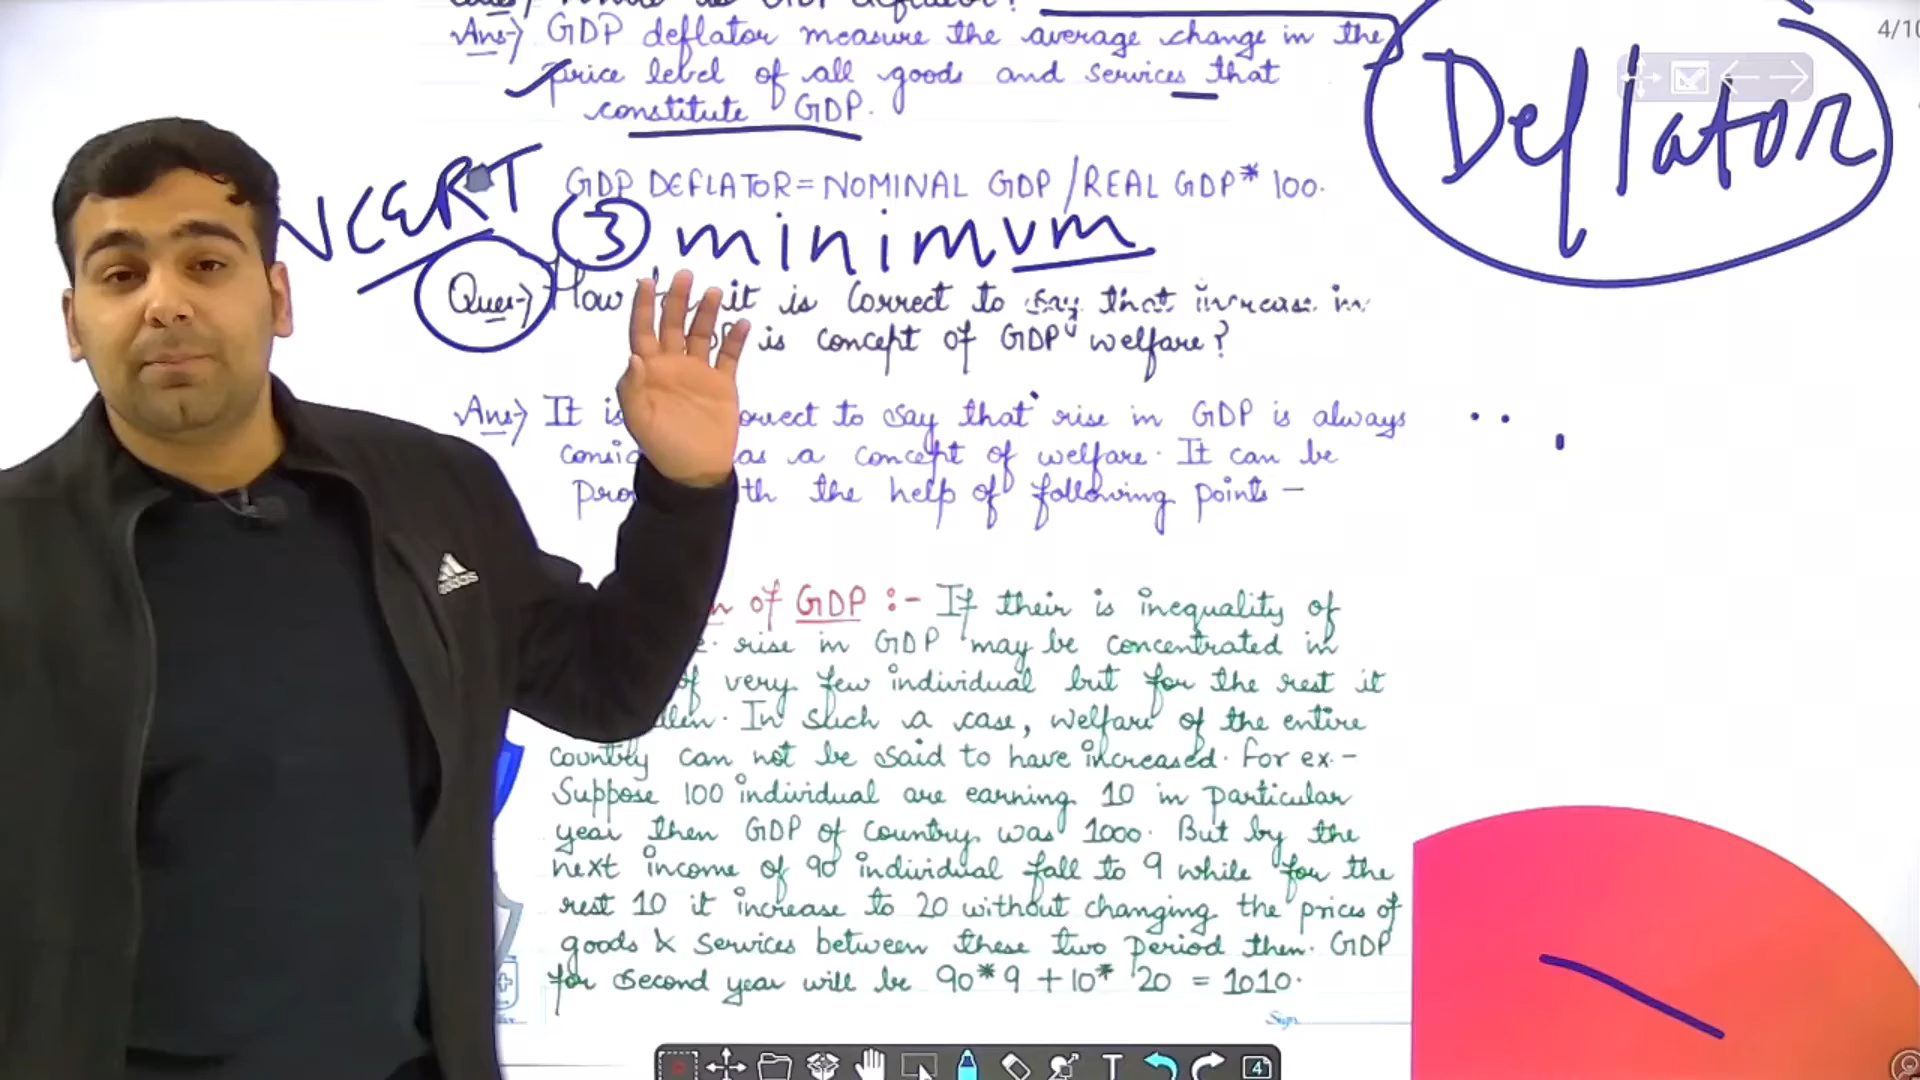 GDP deflator?
Ans→ GDP deflator measure the average change in the
price level of all goods and services that
constitute GDP.
GDP DEFLATOR = NOMINAL GDP / REAL GDP * 100.
NCERT
3 minimum
Deflator
4/10
Ques→ How it is correct to say that increase in
is concept of GDP welfare?
Ans→ It is to say that rise in GDP is always
as a concept of welfare. It can be
the help of following points —
of GDP :- If their is inequality of
rise in GDP may be concentrated in
of very few individual but for the rest it
In such a case, welfare of the entire
country can not be said to have increased. For ex.-
Suppose 100 individual are earning 10 in particular
year then GDP of country was 1000. But by the
next income of 90 individual fall to 9 while for the
rest 10 it increase to 20 without changing the prices of
goods & services between these two period then. GDP
for second year will be 90*9 + 10* 20 = 1010.
Sign
adidas
T
4